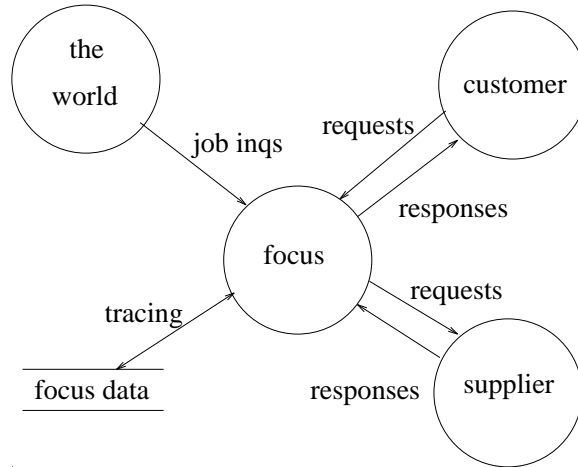 the
world
customer
requests
job inqs
responses
focus
requests
tracing
focus data
responses
supplier